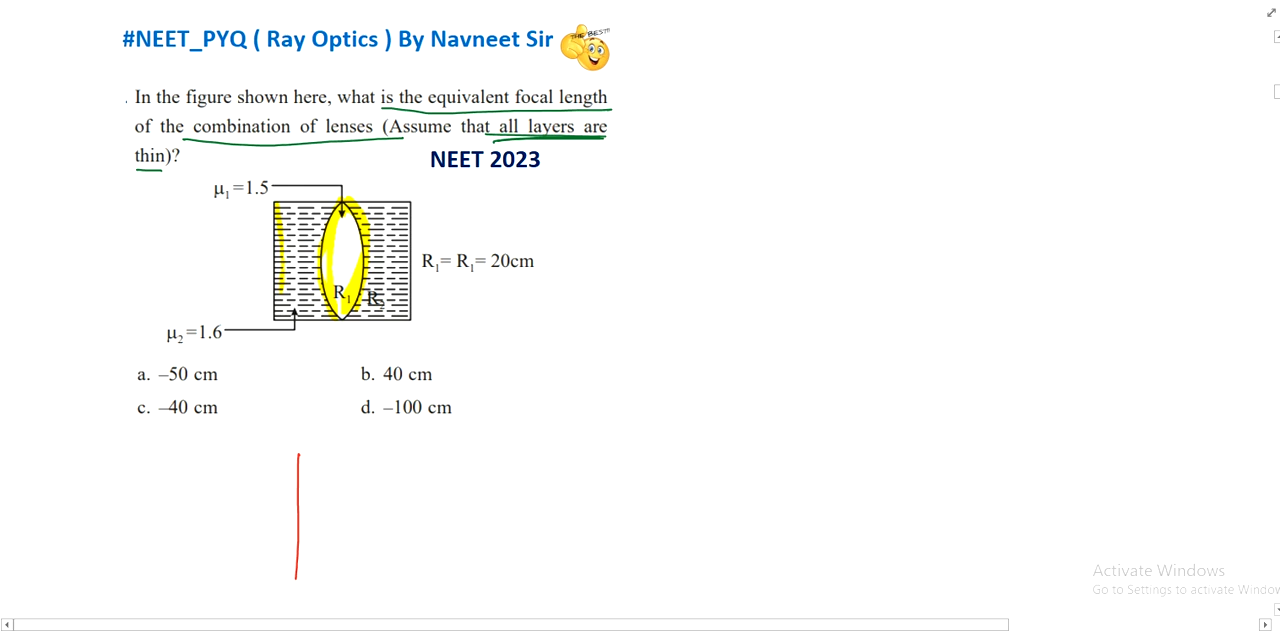 #NEET_PYQ ( Ray Optics ) By Navneet Sir
THE BEST!!
. In the figure shown here, what is the equivalent focal length
of the combination of lenses (Assume that all layers are
thin)?
NEET 2023
μ₁=1.5
R₁= R₁= 20cm
R₁ R₂
μ₂=1.6
a. –50 cm b. 40 cm
c. –40 cm d. –100 cm
Activate Windows
Go to Settings to activate Window